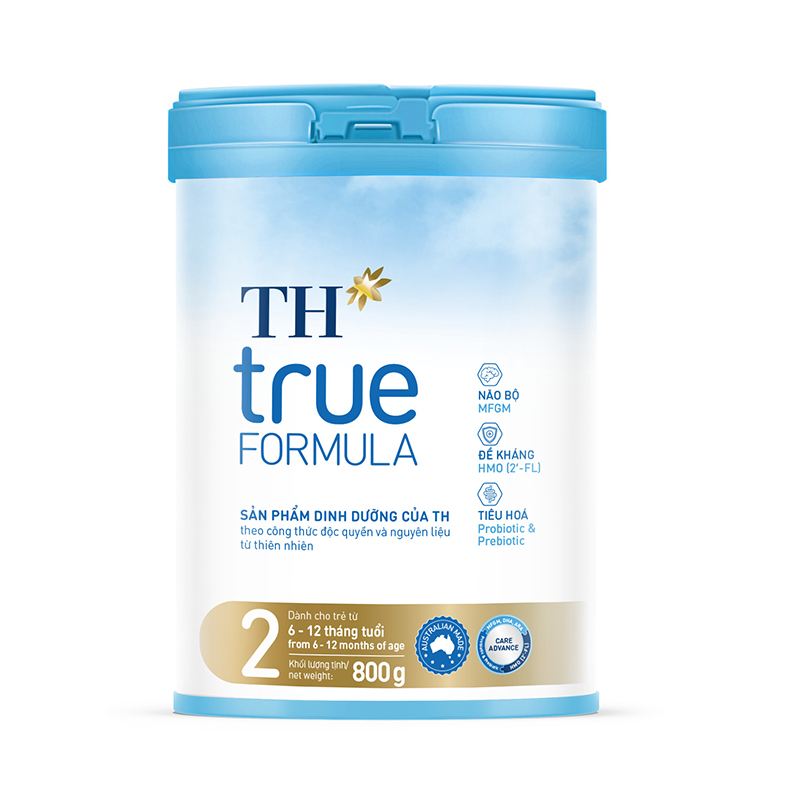 TH
true
FORMULA
NÃO BỘ
MFGM
ĐỀ KHÁNG
HMO (2'-FL)
TIÊU HOÁ
Probiotic &
Prebiotic
SẢN PHẨM DINH DƯỠNG CỦA TH
theo công thức độc quyền và nguyên liệu
từ thiên nhiên
2
Dành cho trẻ từ
6 - 12 tháng tuổi
from 6 - 12 months of age
Khối lượng tịnh/
net weight: 800g
AUSTRALIAN MADE
MFGM, DHA, ARA
CARE
ADVANCE